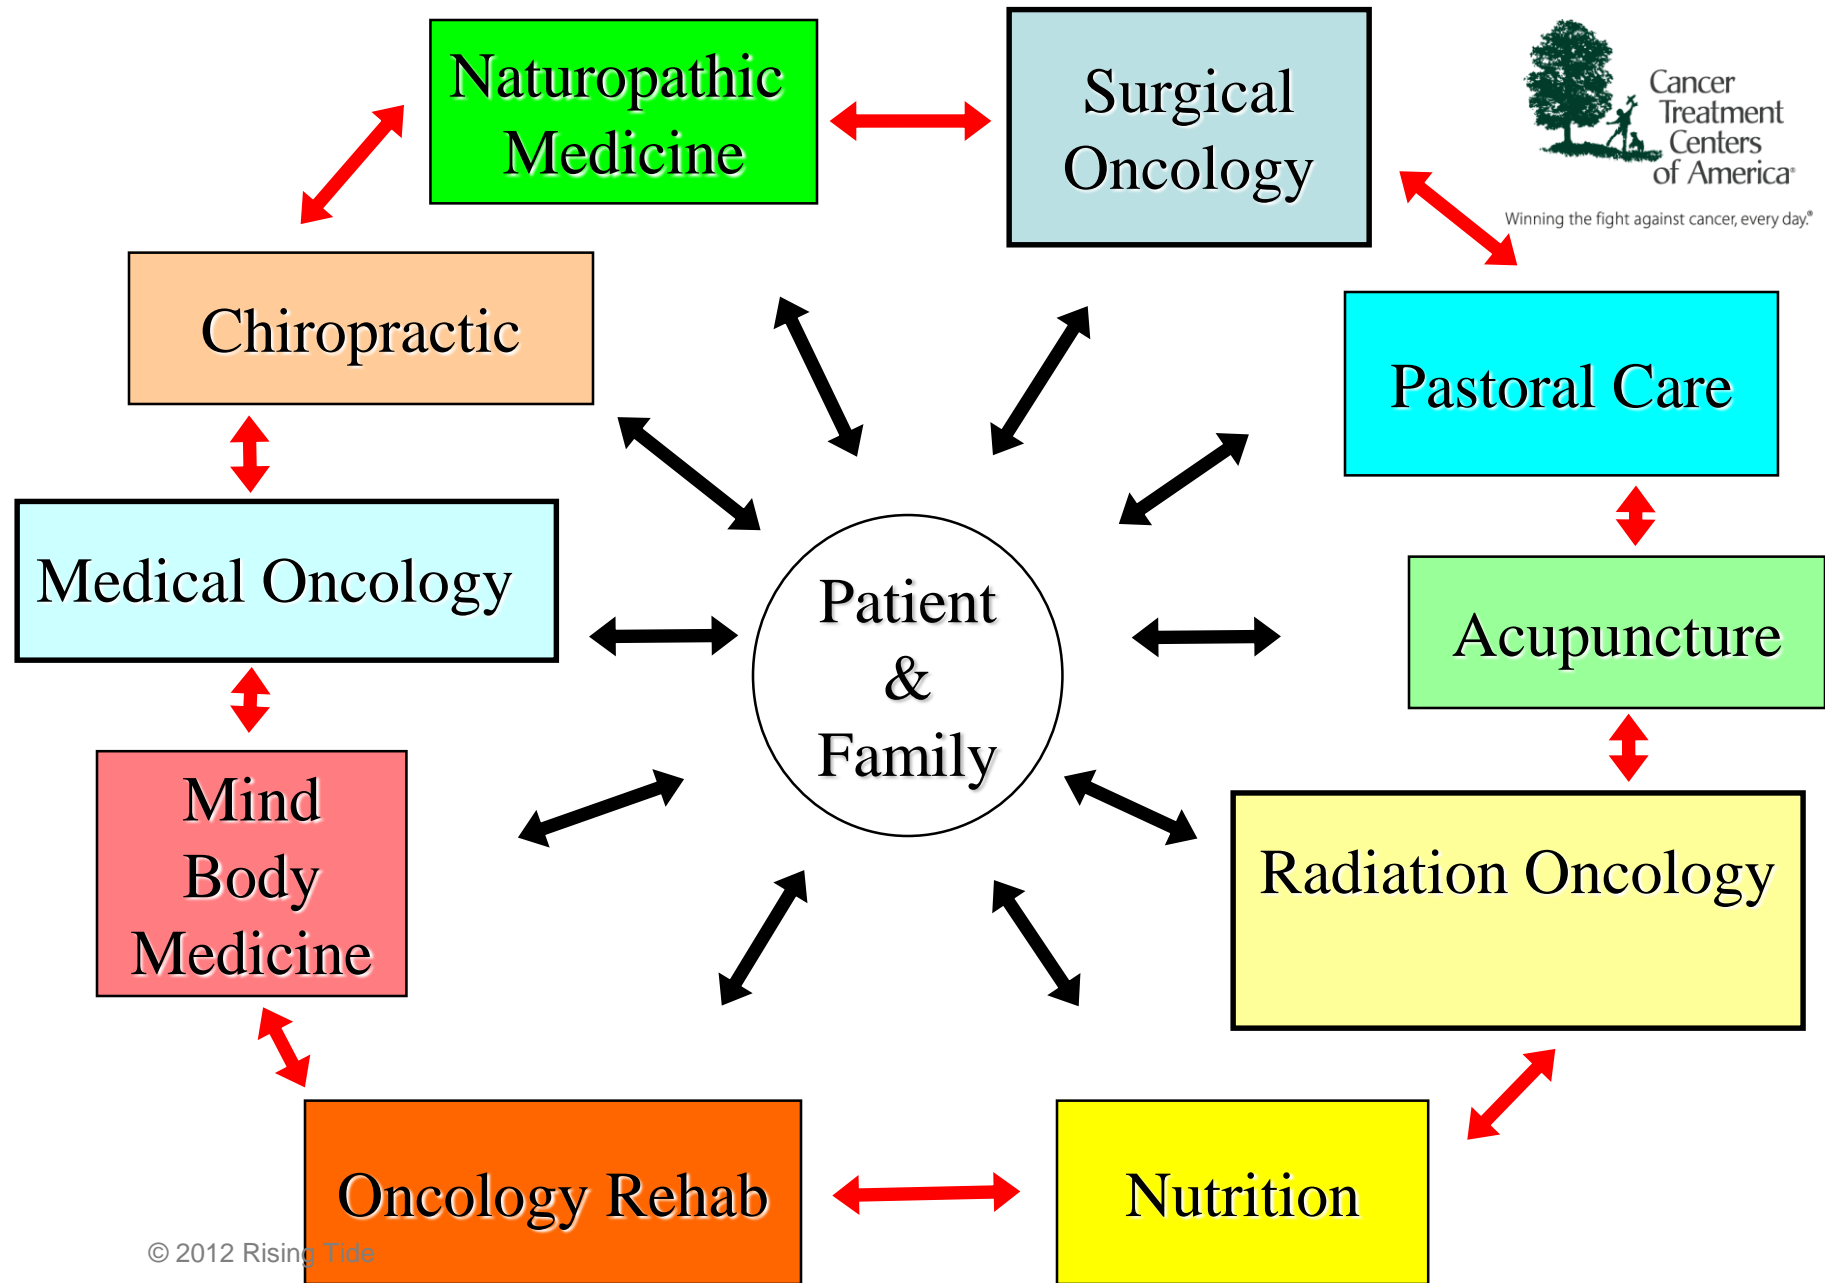 Naturopathic
Medicine
Surgical
Oncology
Cancer
Treatment
Centers
of America®
Winning the fight against cancer, every day.®
Chiropractic
Pastoral Care
Medical Oncology
Patient
&
Family
Acupuncture
Mind
Body
Medicine
Radiation Oncology
Oncology Rehab
Nutrition
© 2012 Rising Tide